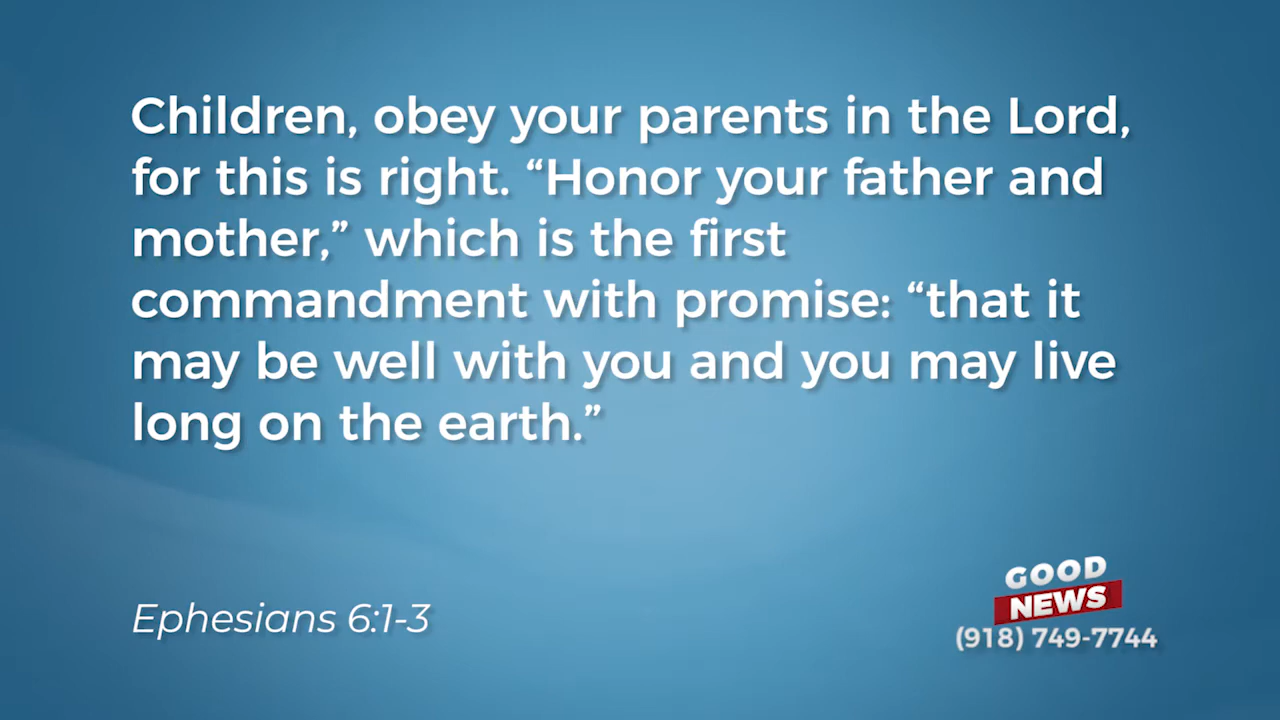 Children, obey your parents in the Lord,
for this is right. “Honor your father and
mother,” which is the first
commandment with promise: “that it
may be well with you and you may live
long on the earth.”
Ephesians 6:1-3
GOOD
NEWS
(918) 749-7744